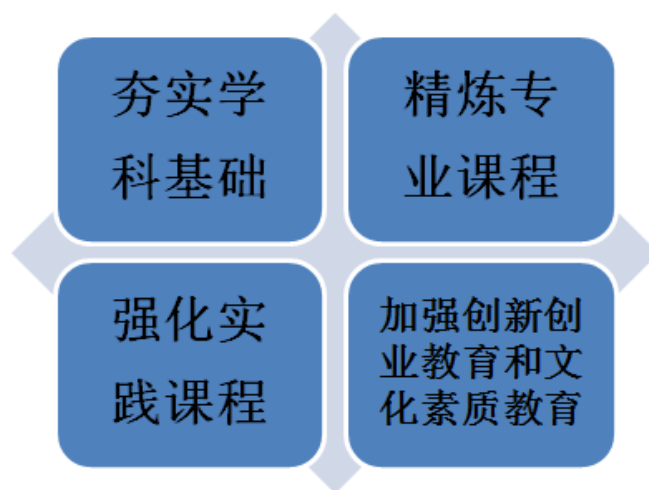 夯实学
科基础
精炼专
业课程
强化实
践课程
加强创新创
业教育和文
化素质教育